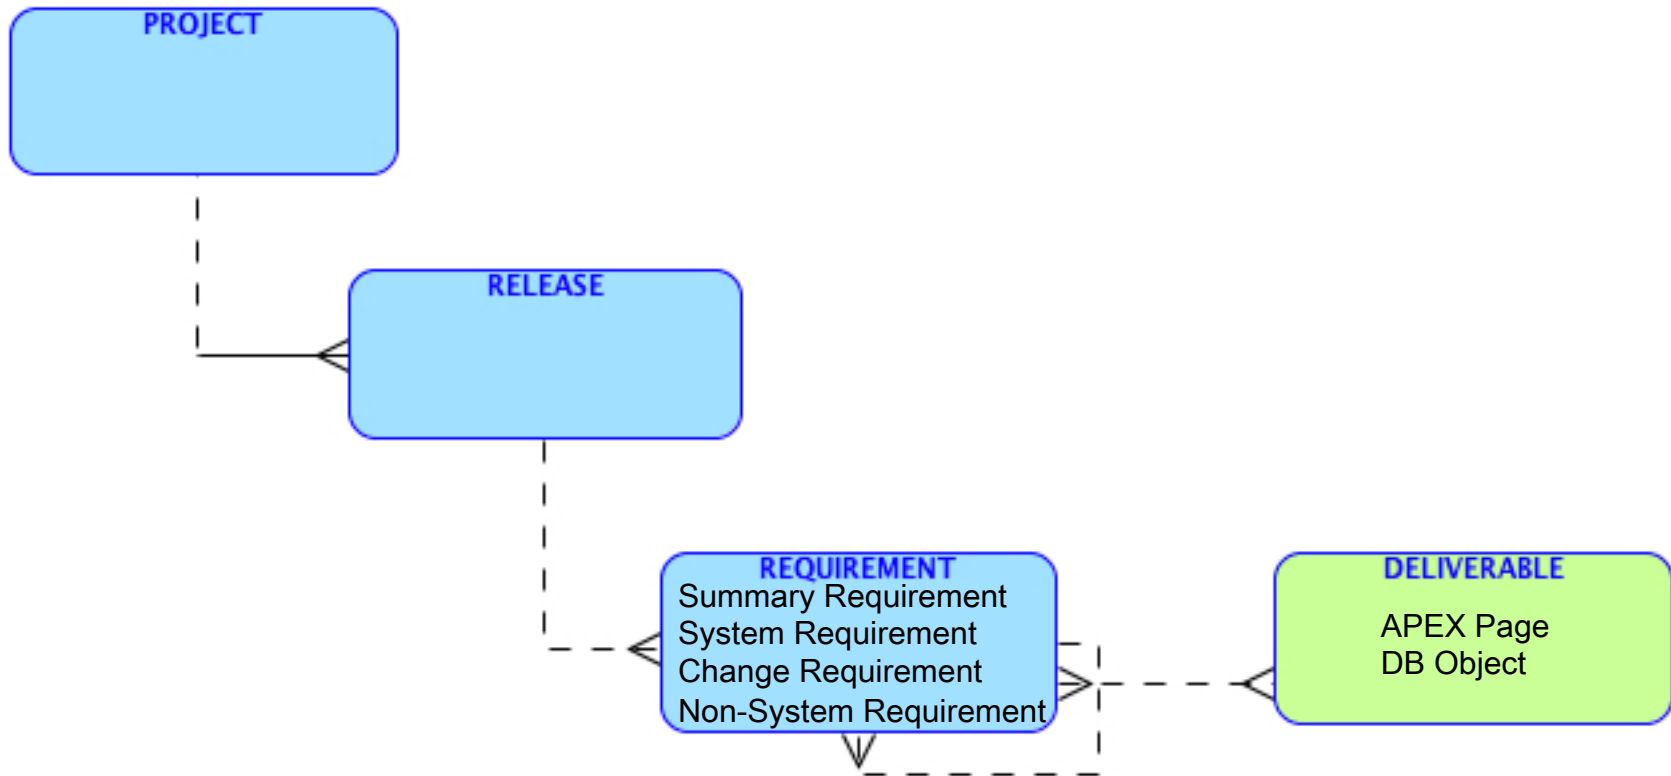 PROJECT
RELEASE
REQUIREMENT
Summary Requirement
System Requirement
Change Requirement
Non-System Requirement
DELIVERABLE
APEX Page
DB Object